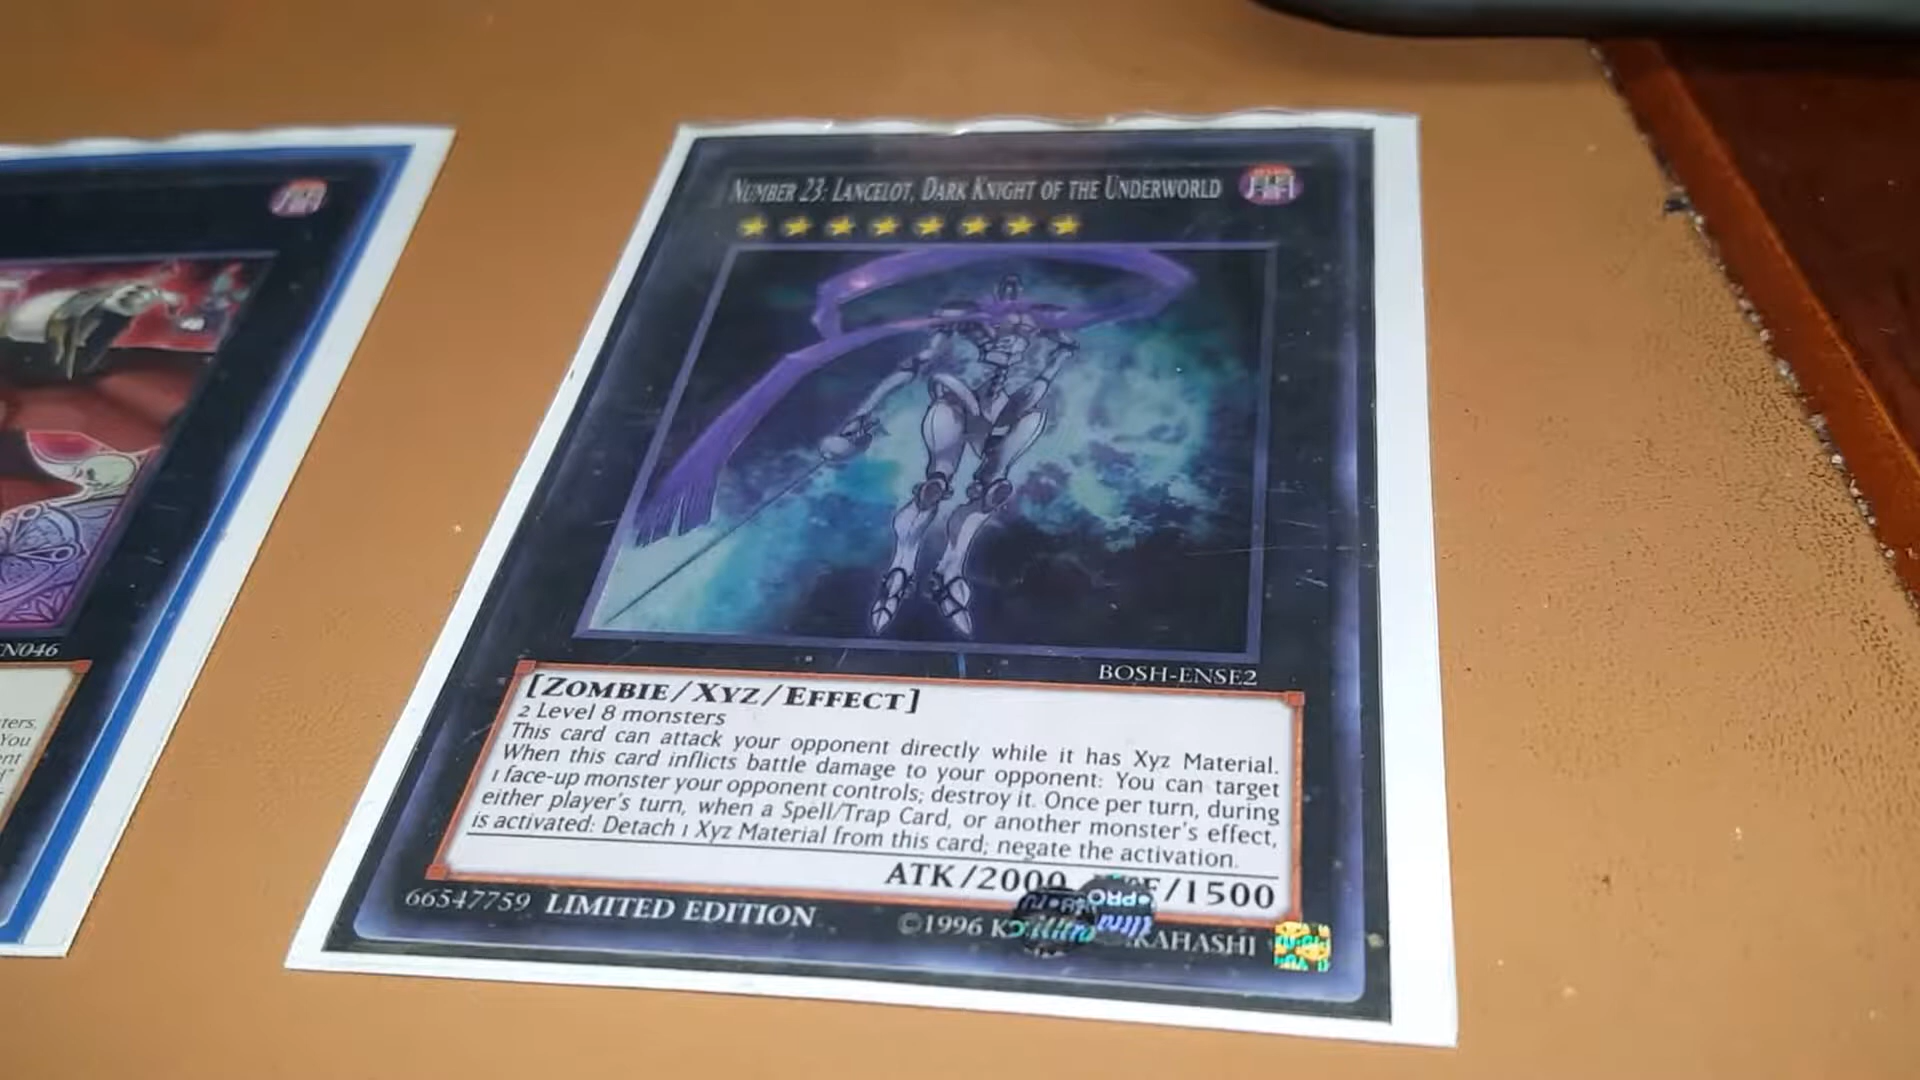 NUMBER 23: LANCELOT, DARK KNIGHT OF THE UNDERWORLD
BOSH-ENSE2
[ZOMBIE/XYZ/EFFECT]
2 Level 8 monsters
This card can attack your opponent directly while it has Xyz Material.
When this card inflicts battle damage to your opponent: You can target
1 face-up monster your opponent controls; destroy it. Once per turn, during
either player's turn, when a Spell/Trap Card, or another monster's effect,
is activated: Detach 1 Xyz Material from this card; negate the activation.
ATK/2000 /1500
66547759 LIMITED EDITION ©1996
N046
You